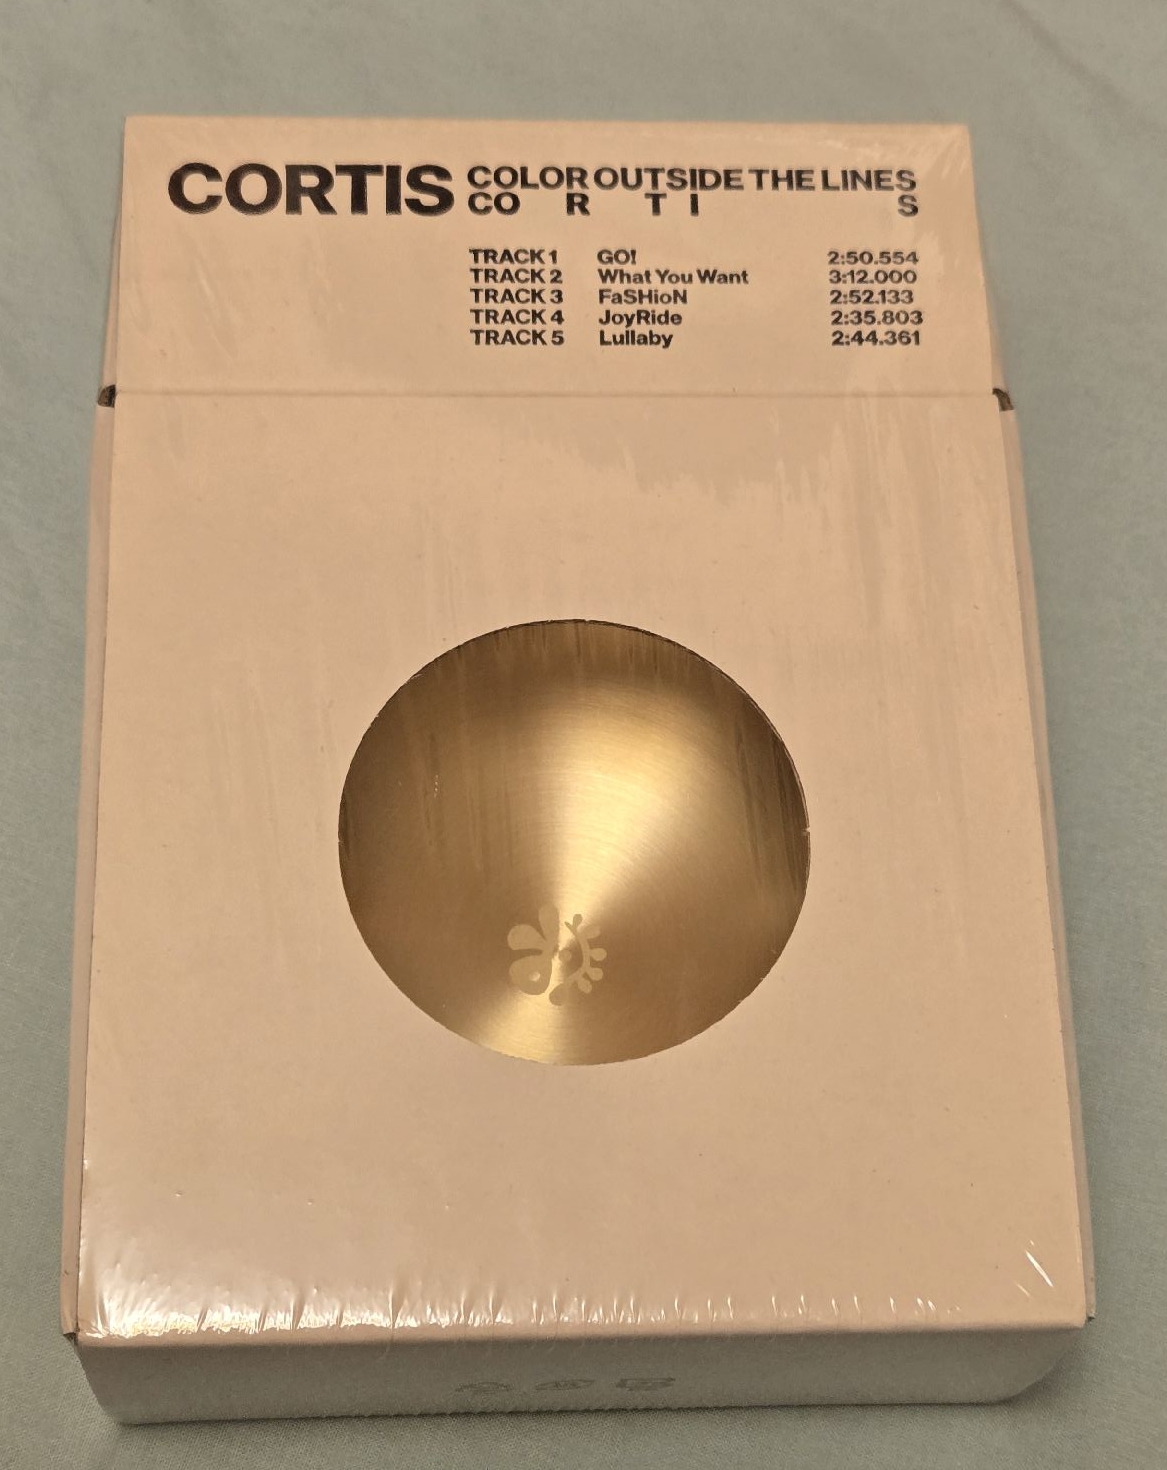 CORTIS COLOR OUTSIDE THE LINES
CO R T I S
TRACK 1 GO! 2:50.554
TRACK 2 What You Want 3:12.000
TRACK 3 FaSHioN 2:52.133
TRACK 4 JoyRide 2:35.803
TRACK 5 Lullaby 2:44.361